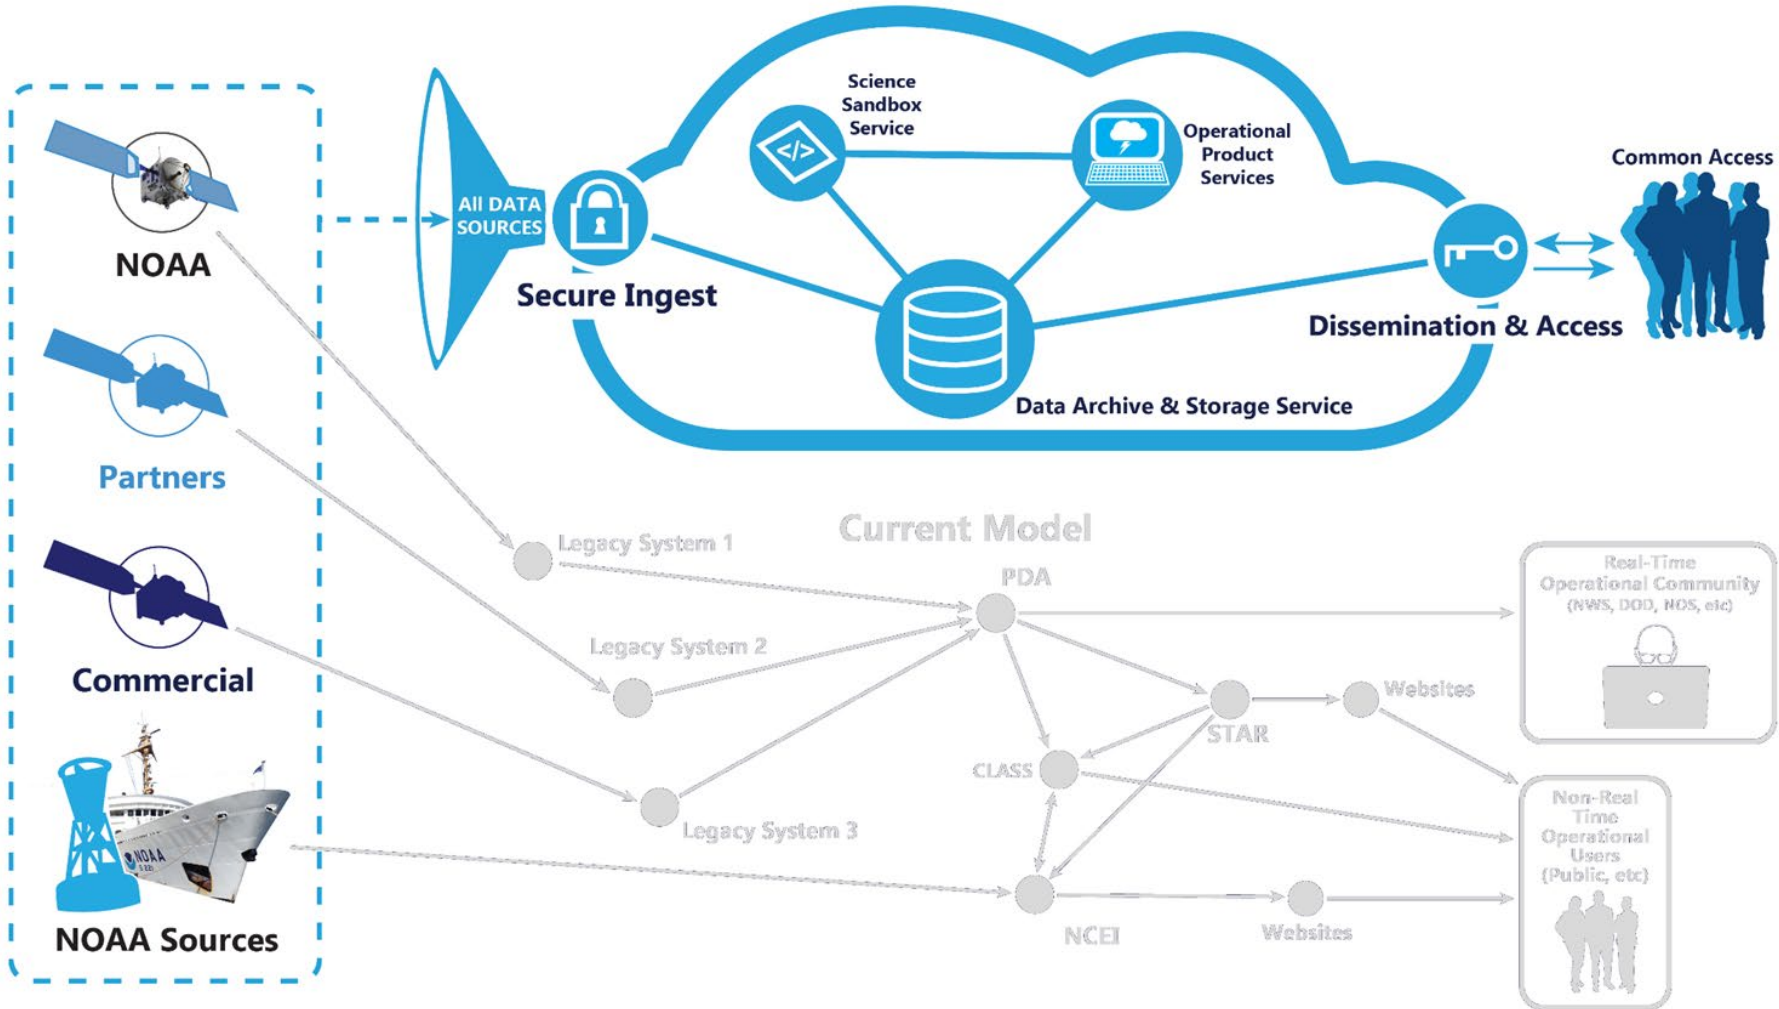 Science
Sandbox
Service
Operational
Product
Services
Common Access
All DATA
SOURCES
NOAA
Secure Ingest
Dissemination & Access
Data Archive & Storage Service
Partners
Current Model
Legacy System 1
PDA
Real-Time
Operational Community
(NWS, DOD, NOS, etc)
Legacy System 2
Commercial
Websites
STAR
CLASS
Non-Real
Time
Operational
Users
(Public, etc)
Legacy System 3
NOAA
NCEI
Websites
NOAA Sources